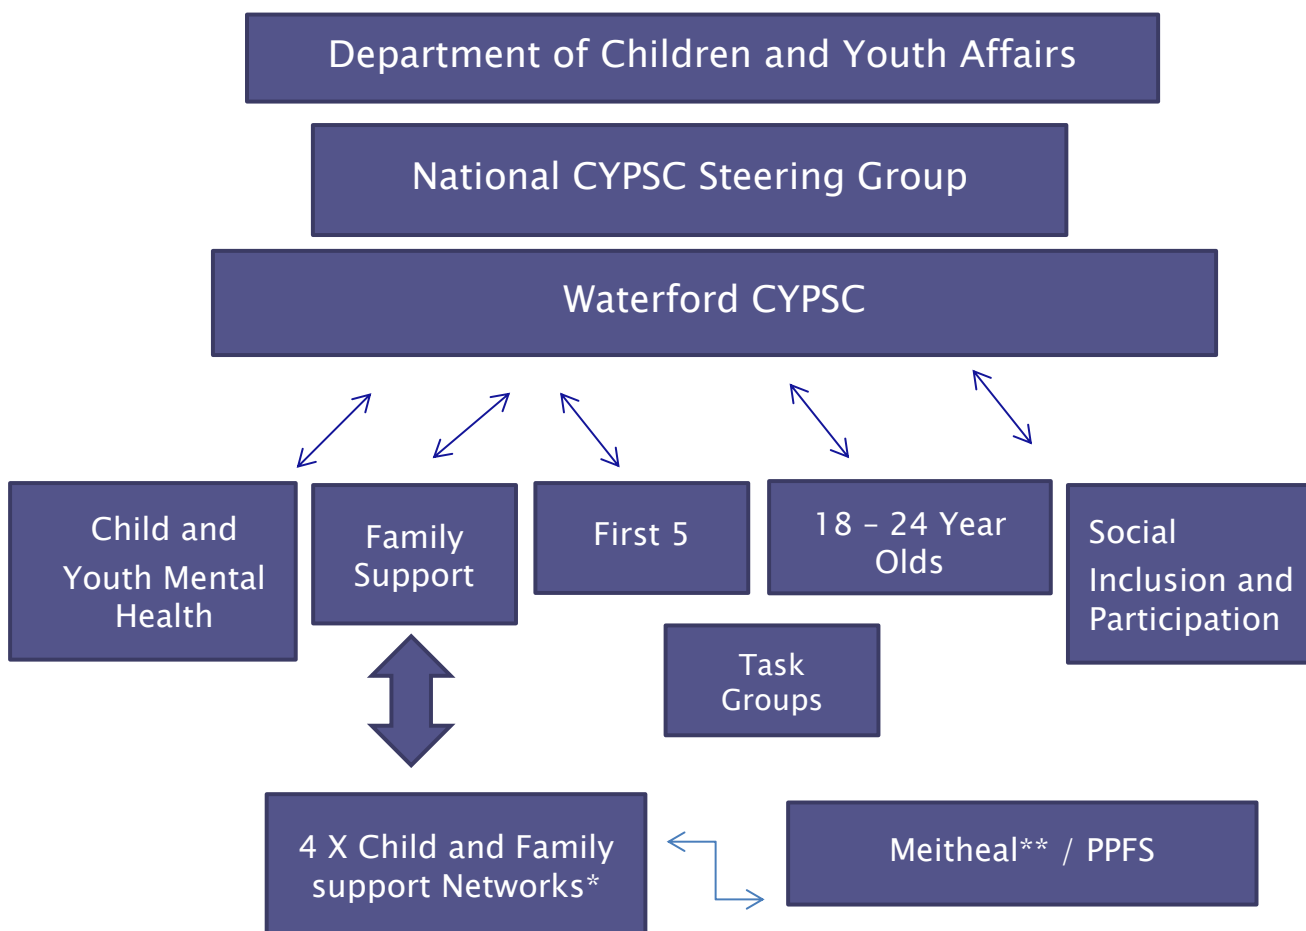 Department of Children and Youth Affairs
National CYPSC Steering Group
Waterford CYPSC
Child and
Youth Mental
Health
Family
Support
First 5
18 – 24 Year
Olds
Social
Inclusion and
Participation
Task
Groups
4 X Child and Family
support Networks*
Meitheal** / PPFS